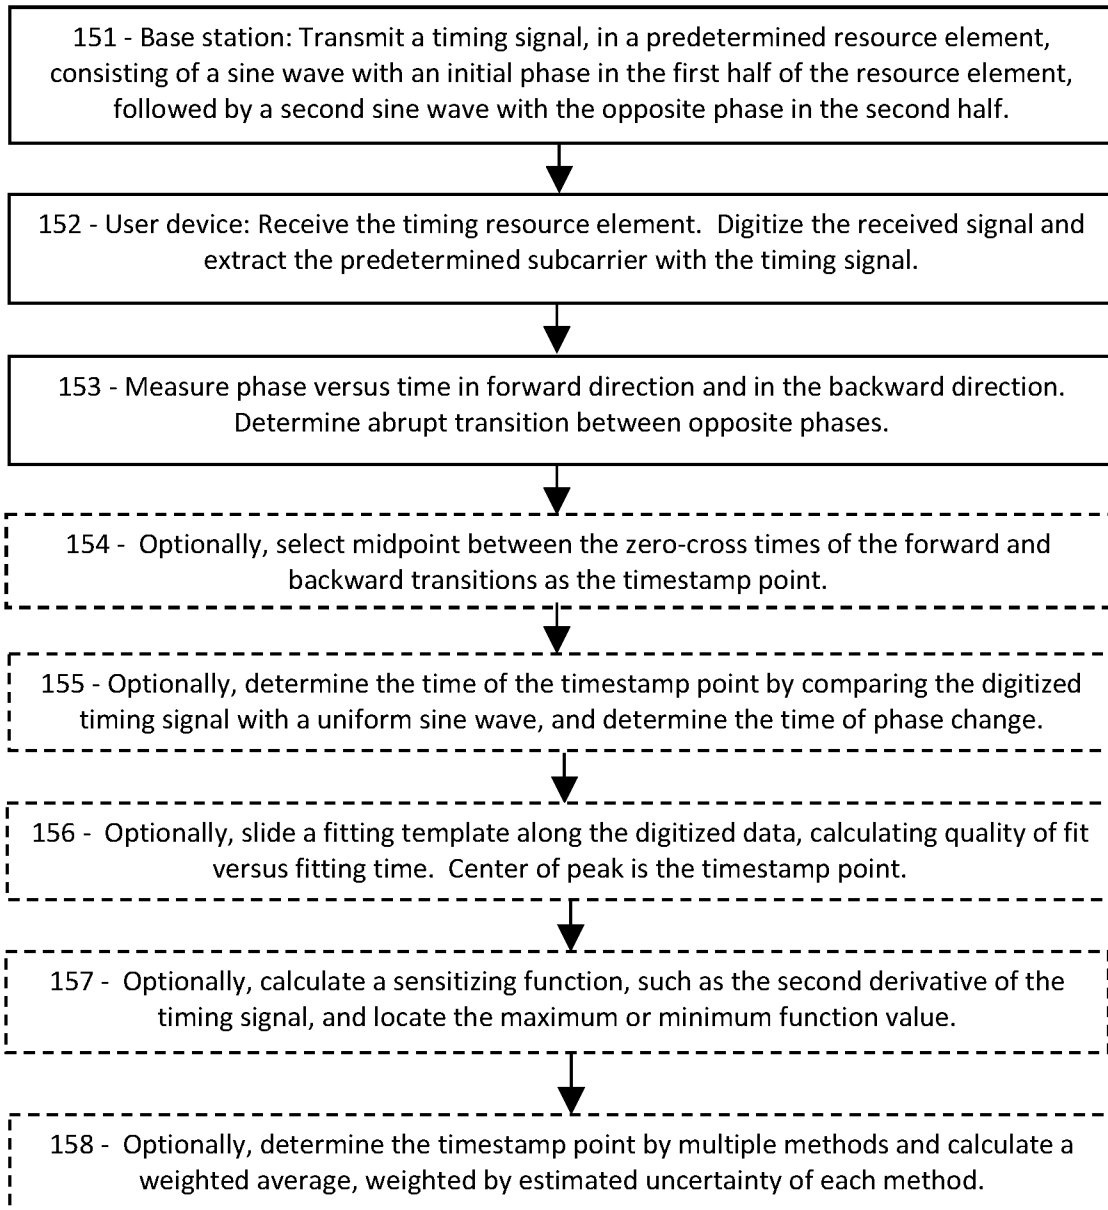 151 - Base station: Transmit a timing signal, in a predetermined resource element,
consisting of a sine wave with an initial phase in the first half of the resource element,
followed by a second sine wave with the opposite phase in the second half.
152 - User device: Receive the timing resource element.  Digitize the received signal and
extract the predetermined subcarrier with the timing signal.
153 - Measure phase versus time in forward direction and in the backward direction.
Determine abrupt transition between opposite phases.
154 -  Optionally, select midpoint between the zero-cross times of the forward and
backward transitions as the timestamp point.
155 - Optionally, determine the time of the timestamp point by comparing the digitized
timing signal with a uniform sine wave, and determine the time of phase change.
156 -  Optionally, slide a fitting template along the digitized data, calculating quality of fit
versus fitting time.  Center of peak is the timestamp point.
157 -  Optionally, calculate a sensitizing function, such as the second derivative of the
timing signal, and locate the maximum or minimum function value.
158 -  Optionally, determine the timestamp point by multiple methods and calculate a
weighted average, weighted by estimated uncertainty of each method.